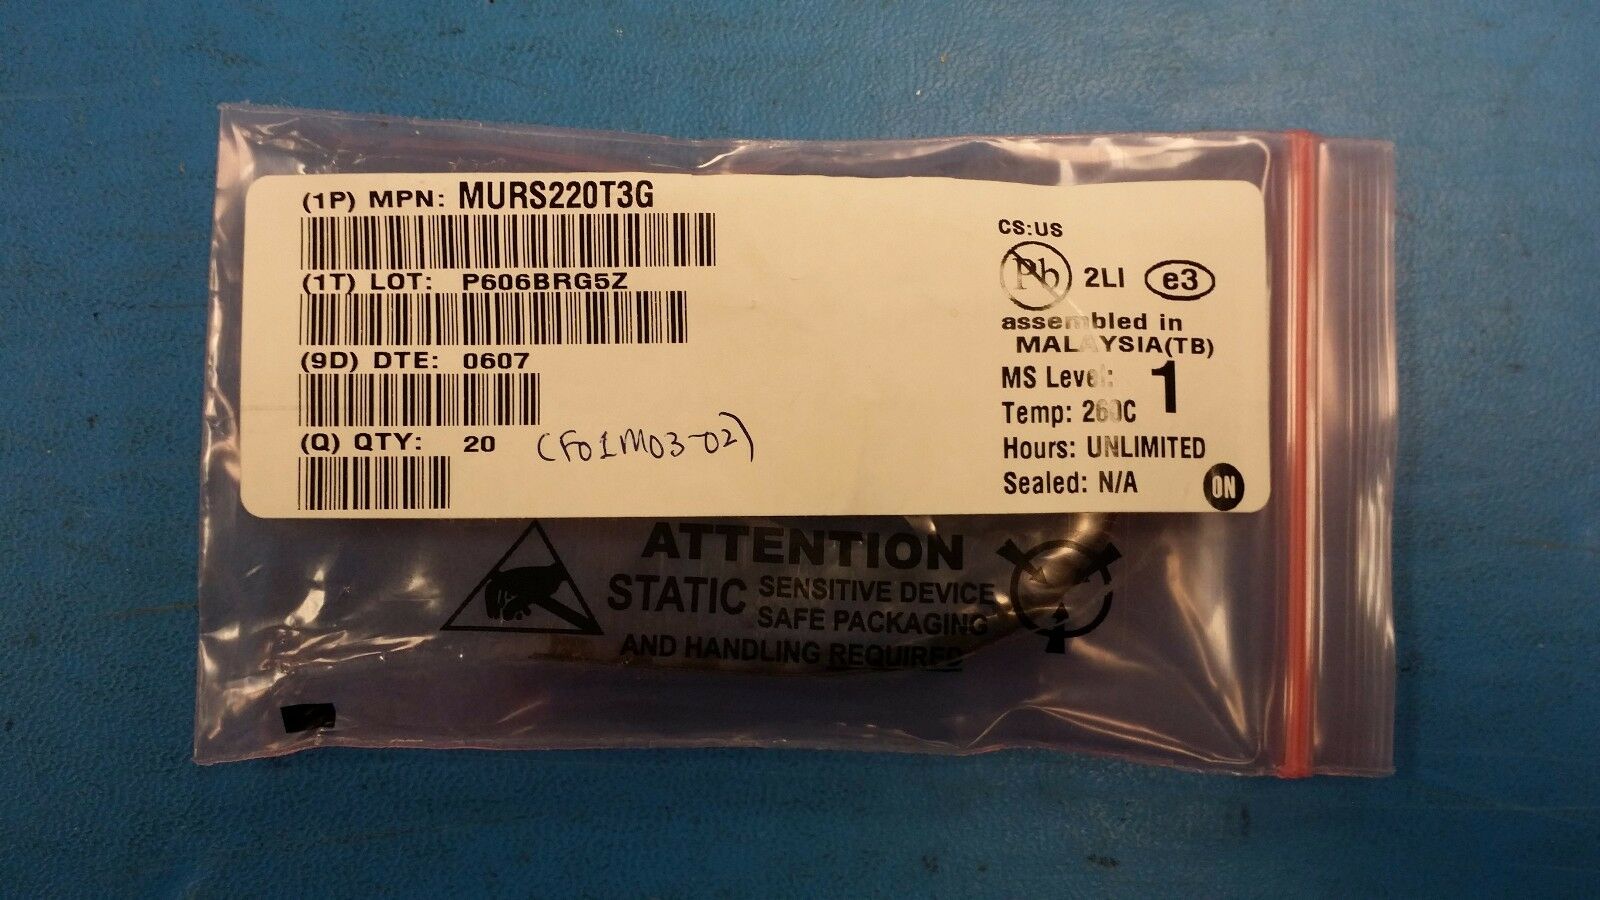 (1P) MPN: MURS220T3G
(1T) LOT: P606BRG5Z
(9D) DTE: 0607
(Q) QTY: 20 (F01M03-02)
CS:US
Pb 2LI e3
assembled in
MALAYSIA(TB)
MS Level: 1
Temp: 260C
Hours: UNLIMITED
Sealed: N/A
ON
ATTENTION
STATIC SENSITIVE DEVICE
SAFE PACKAGING
AND HANDLING REQUIRED